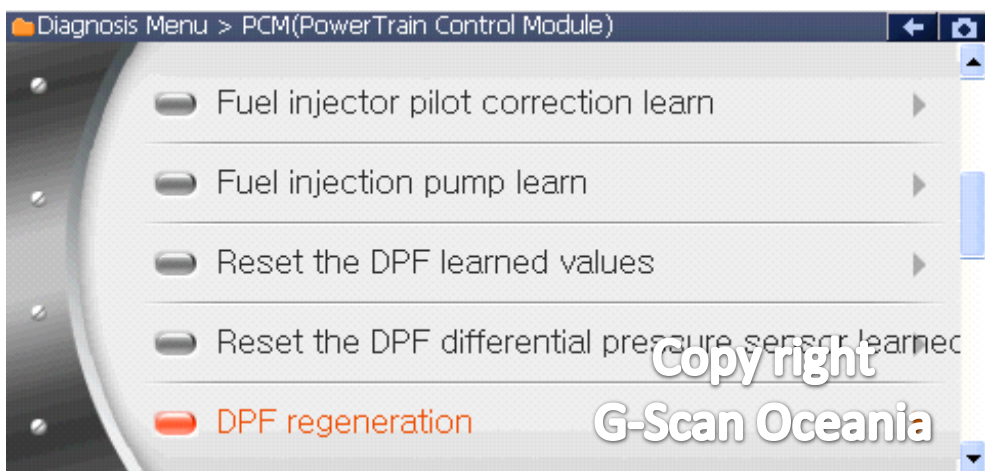 Diagnosis Menu > PCM(PowerTrain Control Module)
Fuel injector pilot correction learn
Fuel injection pump learn
Reset the DPF learned values
Reset the DPF differential pressure sensor learned
DPF regeneration
Copy right
G-Scan Oceania